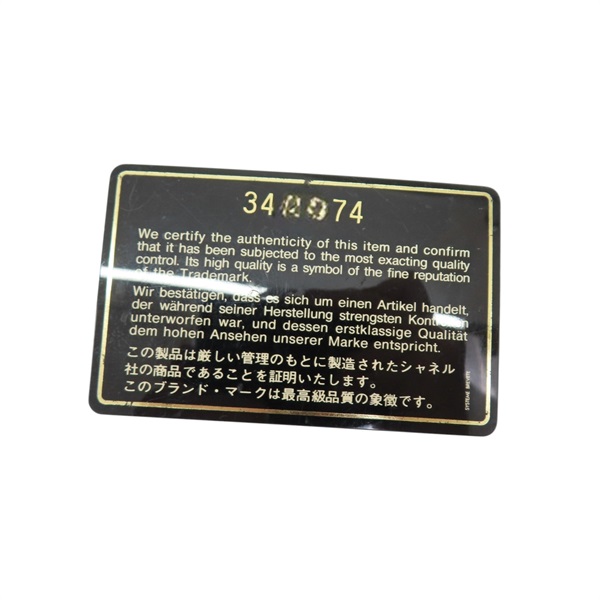 We certify the authenticity of this item and confirm
that it has been subjected to the most exacting quality
control. Its high quality is a symbol of the fine reputation
of the Trademark.
Wir bestätigen, dass es sich um einen Artikel handelt,
der während seiner Herstellung strengsten Kontrollen
unterworfen war, und dessen erstklassige Qualität
dem hohen Ansehen unserer Marke entspricht.
この製品は厳しい管理のもとに製造されたシャネル
社の商品であることを証明いたします。
このブランド・マークは最高級品質の象徴です。
SYSTEME BREVETE